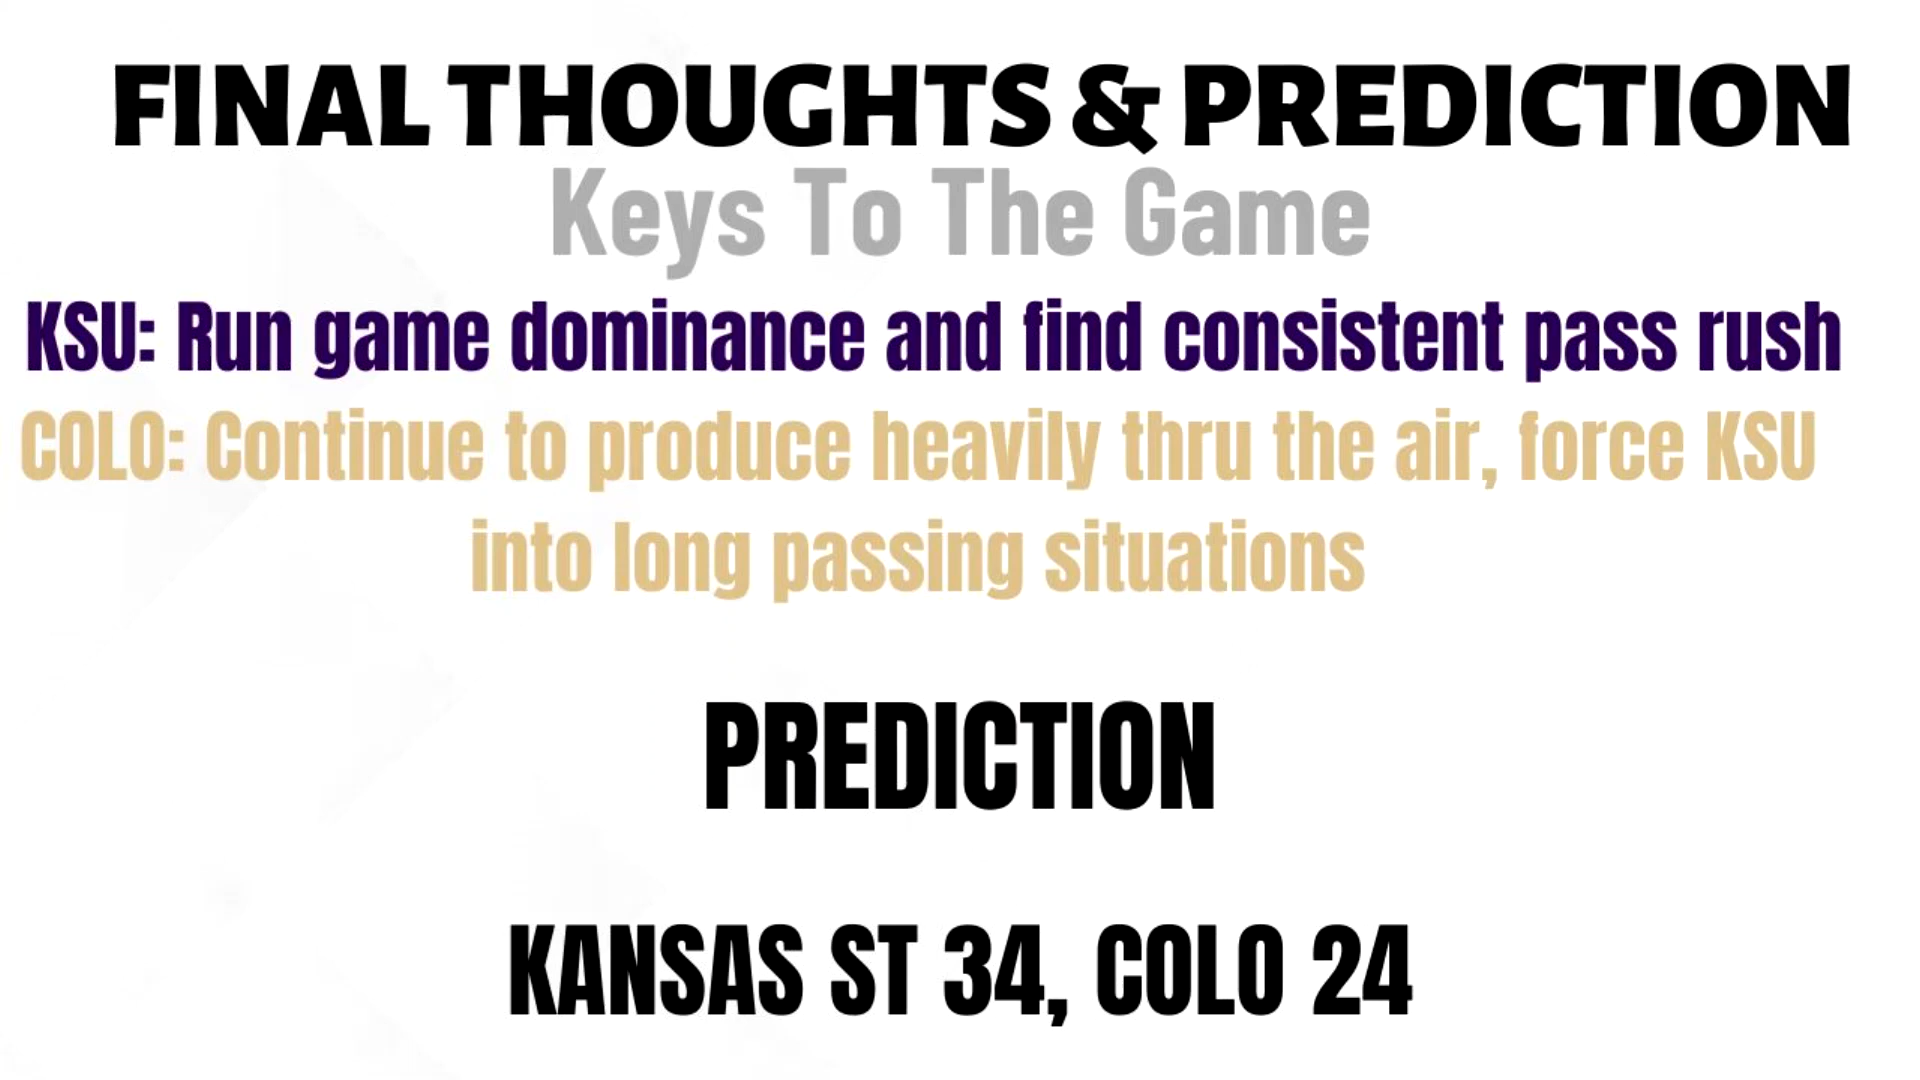 FINAL THOUGHTS & PREDICTION
Keys To The Game
KSU: Run game dominance and find consistent pass rush
COLO: Continue to produce heavily thru the air, force KSU
into long passing situations
PREDICTION
KANSAS ST 34, COLO 24